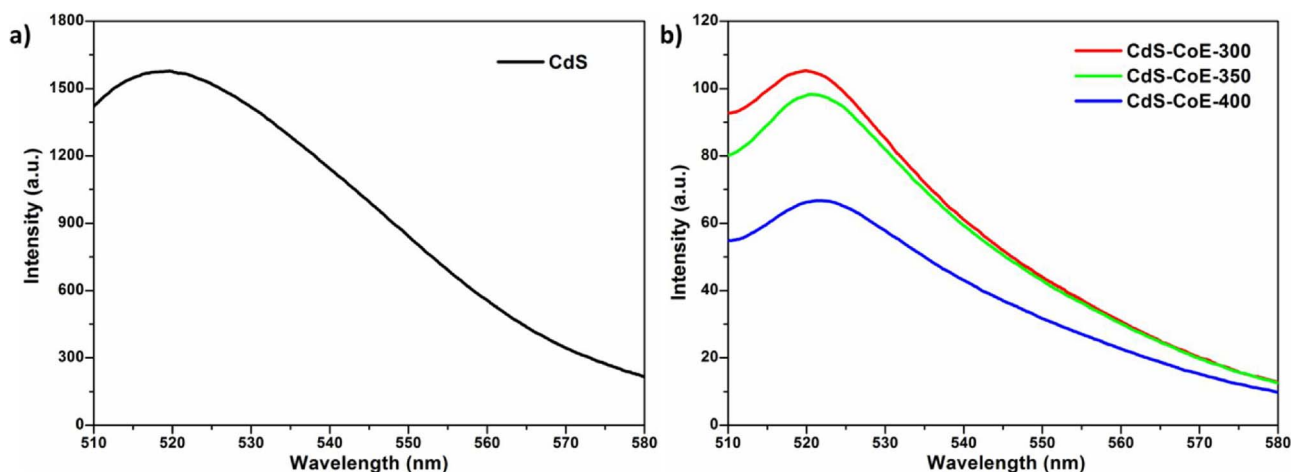 a)
1800
1500
1200
900
600
300
0
Intensity (a.u.)
CdS
510 520 530 540 550 560 570 580
Wavelength (nm)
b)
120
100
80
60
40
20
0
Intensity (a.u.)
CdS-CoE-300
CdS-CoE-350
CdS-CoE-400
510 520 530 540 550 560 570 580
Wavelength (nm)